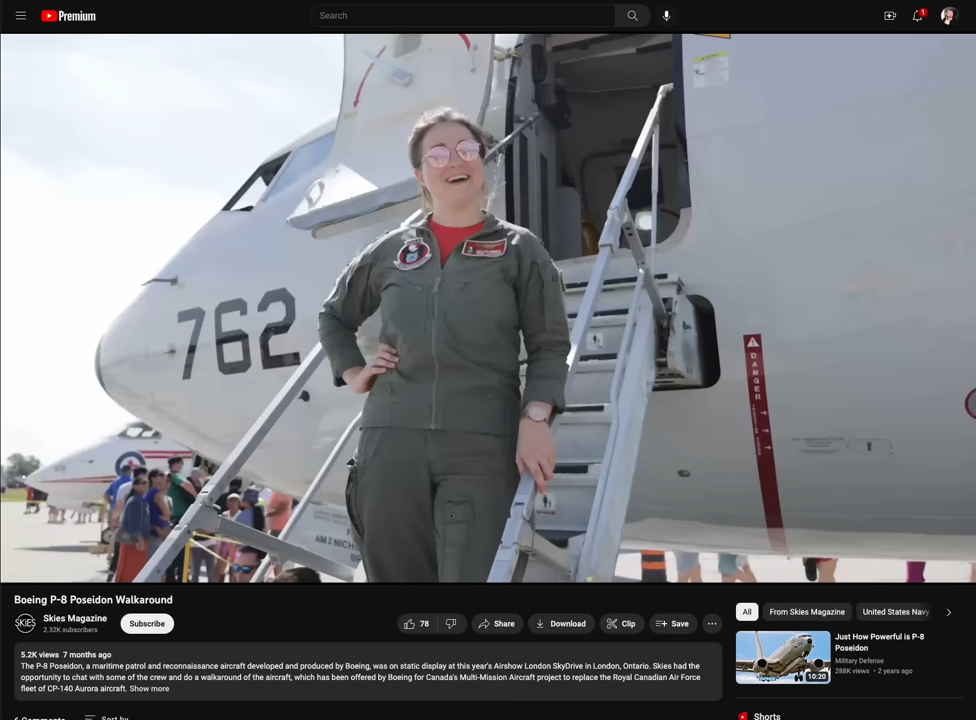 Premium
Search
1
762
DANGER
Boeing P-8 Poseidon Walkaround
SKIES
Skies Magazine
2.32K subscribers
Subscribe
78
Share
Download
Clip
Save
5.2K views 7 months ago
The P-8 Poseidon, a maritime patrol and reconnaissance aircraft developed and produced by Boeing, was on static display at this year's Airshow London SkyDrive in London, Ontario. Skies had the
opportunity to chat with some of the crew and do a walkaround of the aircraft, which has been offered by Boeing for Canada's Multi-Mission Aircraft project to replace the Royal Canadian Air Force
fleet of CP-140 Aurora aircraft. Show more
Sort by
All
From Skies Magazine
United States Navy
10:20
Just How Powerful is P-8
Poseidon
Military Defense
288K views • 2 years ago
Shorts